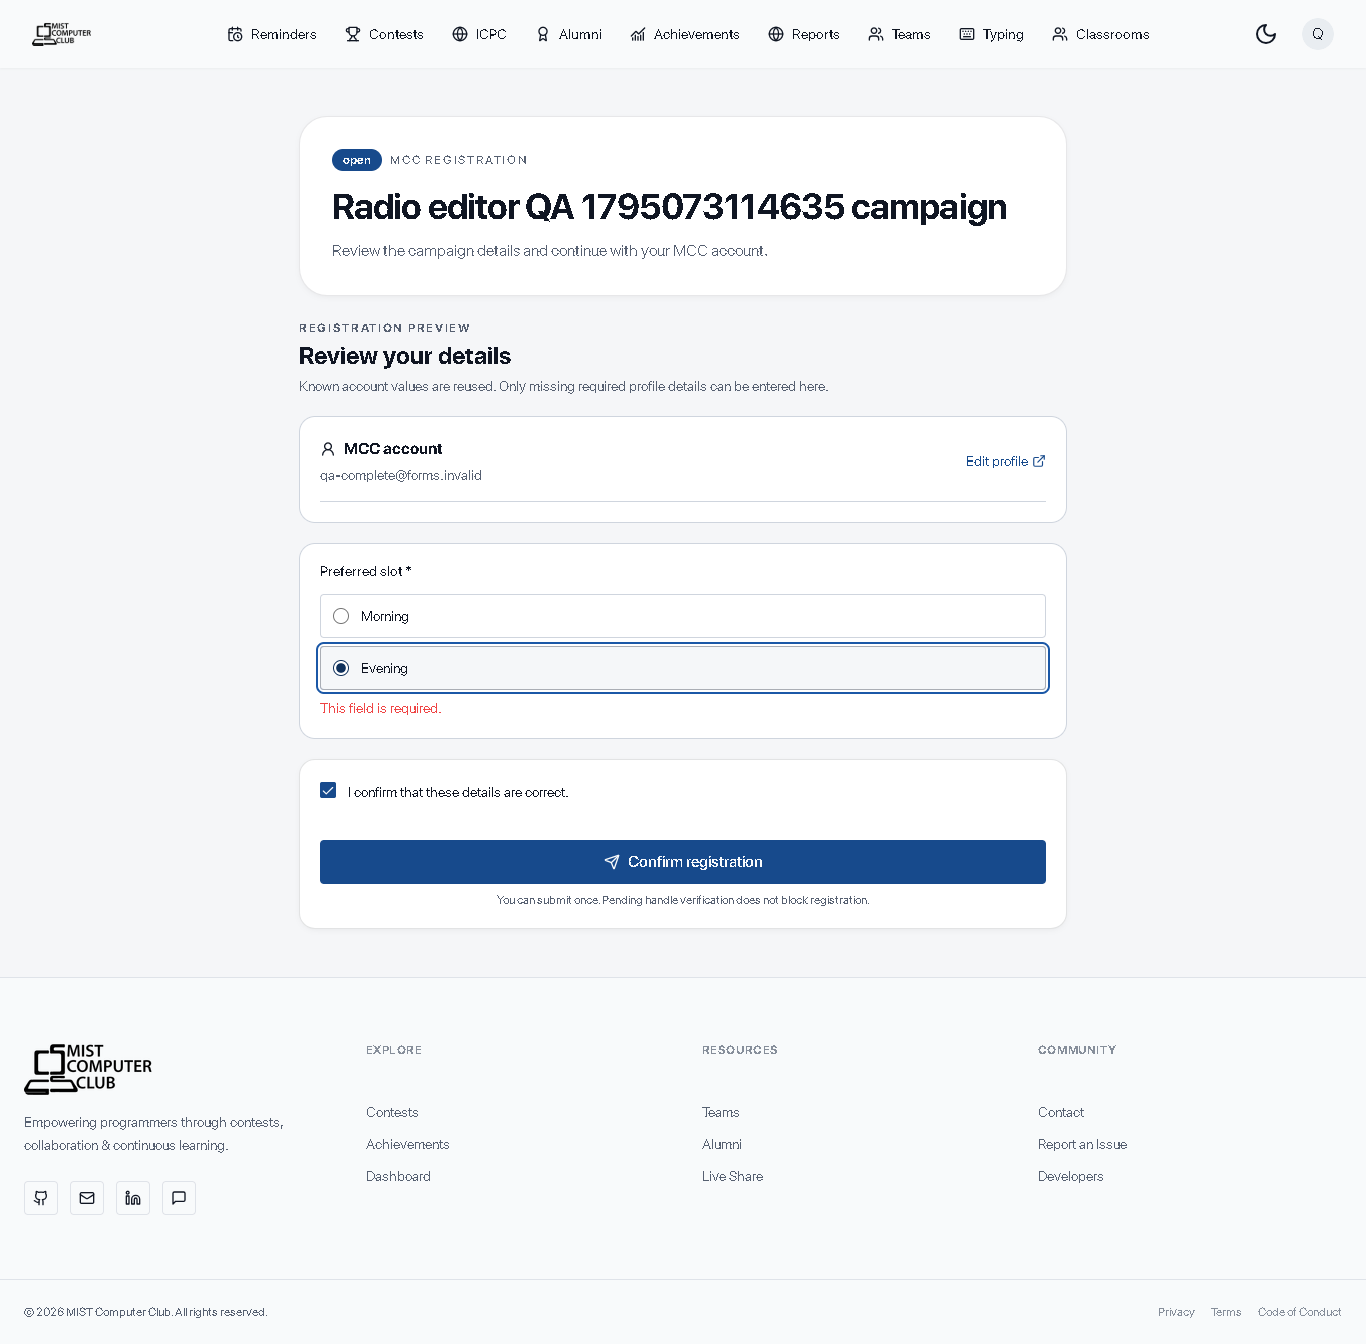 MIST
COMPUTER
CLUB
Reminders
Contests
ICPC
Alumni
Achievements
Reports
Teams
Typing
Classrooms
Q
open
MCC REGISTRATION
Radio editor QA 1795073114635 campaign
Review the campaign details and continue with your MCC account.
REGISTRATION PREVIEW
Review your details
Known account values are reused. Only missing required profile details can be entered here.
MCC account
qa-complete@forms.invalid
Edit profile
Preferred slot *
Morning
Evening
This field is required.
I confirm that these details are correct.
Confirm registration
You can submit once. Pending handle verification does not block registration.
MIST
COMPUTER
CLUB
Empowering programmers through contests,
collaboration & continuous learning.
EXPLORE
Contests
Achievements
Dashboard
RESOURCES
Teams
Alumni
Live Share
COMMUNITY
Contact
Report an Issue
Developers
© 2026 MIST Computer Club. All rights reserved.
Privacy
Terms
Code of Conduct